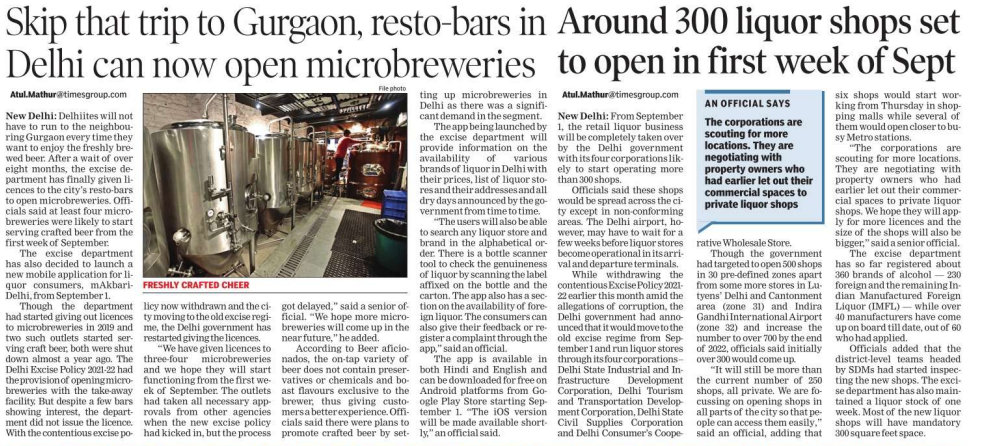 Skip that trip to Gurgaon, resto-bars in
Delhi can now open microbreweries
Atul.Mathur@timesgroup.com
New Delhi: Delhiites will not
have to run to the neighbou-
ring Gurgaon every time they
want to enjoy the freshly bre-
wed beer. After a wait of over
eight months, the excise de-
partment has finally given li-
cences to the city's resto-bars
to open microbreweries. Offi-
cials said at least four micro-
breweries were likely to start
serving crafted beer from the
first week of September.
The excise department
has also decided to launch a
new mobile application for li-
quor consumers, mAkbari-
Delhi, from September 1.
Though the department
had started giving out licences
to microbreweries in 2019 and
two such outlets started ser-
ving craft beer, both were shut
down almost a year ago. The
Delhi Excise Policy 2021-22 had
the provision of opening micro-
breweries with the take-away
facility. But despite a few bars
showing interest, the depart-
ment did not issue the licence.
With the contentious excise po-
File photo
FRESHLY CRAFTED CHEER
licy now withdrawn and the ci-
ty moving to the old excise regi-
me, the Delhi government has
restarted giving the licences.
"We have given licences to
three-four microbreweries
and we hope they will start
functioning from the first we-
ek of September. The outlets
had taken all necessary app-
rovals from other agencies
when the new excise policy
had kicked in, but the process
got delayed," said a senior of-
ficial. "We hope more micro-
breweries will come up in the
near future," he added.
According to Beer aficio-
nados, the on-tap variety of
beer does not contain preser-
vatives or chemicals and bo-
ast flavours exclusive to the
brewer, thus giving custo-
mers a better experience. Offi-
cials said there were plans to
promote crafted beer by set-
ting up microbreweries in
Delhi as there was a signifi-
cant demand in the segment.
The app being launched by
the excise department will
provide information on the
availability of various
brands of liquor in Delhi with
their prices, list of liquor sto-
res and their addresses and all
dry days announced by the go-
vernment from time to time.
"The users will also be able
to search any liquor store and
brand in the alphabetical or-
der. There is a bottle scanner
tool to check the genuineness
of liquor by scanning the label
affixed on the bottle and the
carton. The app also has a sec-
tion on the availability of fore-
ign liquor. The consumers can
also give their feedback or re-
gister a complaint through the
app," said an official.
The app is available in
both Hindi and English and
can be downloaded for free on
Android platforms from Go-
ogle Play Store starting
September 1. "The iOS version
will be made available short-
ly," an official said.
Around 300 liquor shops set
to open in first week of Sept
Atul.Mathur@timesgroup.com
New Delhi: From September
1, the retail liquor business
will be completely taken over
by the Delhi government
with its four corporations lik-
ely to start operating more
than 300 shops.
Officials said these shops
would be spread across the ci-
ty except in non-conforming
areas. The Delhi airport, ho-
wever, may have to wait for a
few weeks before liquor stores
become operational in its arri-
val and departure terminals.
While withdrawing the
contentious Excise Policy 2021-
22 earlier this month amid the
allegations of corruption, the
Delhi government had anno-
unced that it would move to the
old excise regime from Sep-
tember 1 and run liquor stores
through its four corporations–
Delhi State Industrial and In-
frastructure Development
Corporation, Delhi Tourism
and Transportation Develop-
ment Corporation, Delhi State
Civil Supplies Corporation
and Delhi Consumer's Coope-
AN OFFICIAL SAYS
The corporations are
scouting for more
locations. They are
negotiating with
property owners who
had earlier let out their
commercial spaces to
private liquor shops
rative Wholesale Store.
Though the government
had targeted to open 500 shops
in 30 pre-defined zones apart
from some more stores in Lu-
tyens' Delhi and Cantonment
area (zone 31) and Indira
Gandhi International Airport
(zone 32) and increase the
number to over 700 by the end
of 2022, officials said initially
over 300 would come up.
"It will still be more than
the current number of 250
shops, all private. We are fo-
cussing on opening shops in
all parts of the city so that pe-
ople can access them easily,"
said an official, adding that
six shops would start wor-
king from Thursday in shop-
ping malls while several of
them would open closer to bu-
sy Metro stations.
"The corporations are
scouting for more locations.
They are negotiating with
property owners who had
earlier let out their commer-
cial spaces to private liquor
shops. We hope they will app-
ly for more licences and the
size of the shops will also be
bigger," said a senior official.
The excise department
has so far registered about
360 brands of alcohol — 230
foreign and the remaining In-
dian Manufactured Foreign
Liquor (IMFL) — while over
40 manufacturers have come
up on board till date, out of 60
who had applied.
Officials added that the
district-level teams headed
by SDMs had started inspec-
ting the new shops. The exci-
se department has also main-
tained a liquor stock of one
week. Most of the new liquor
shops will have mandatory
300 square feet space.